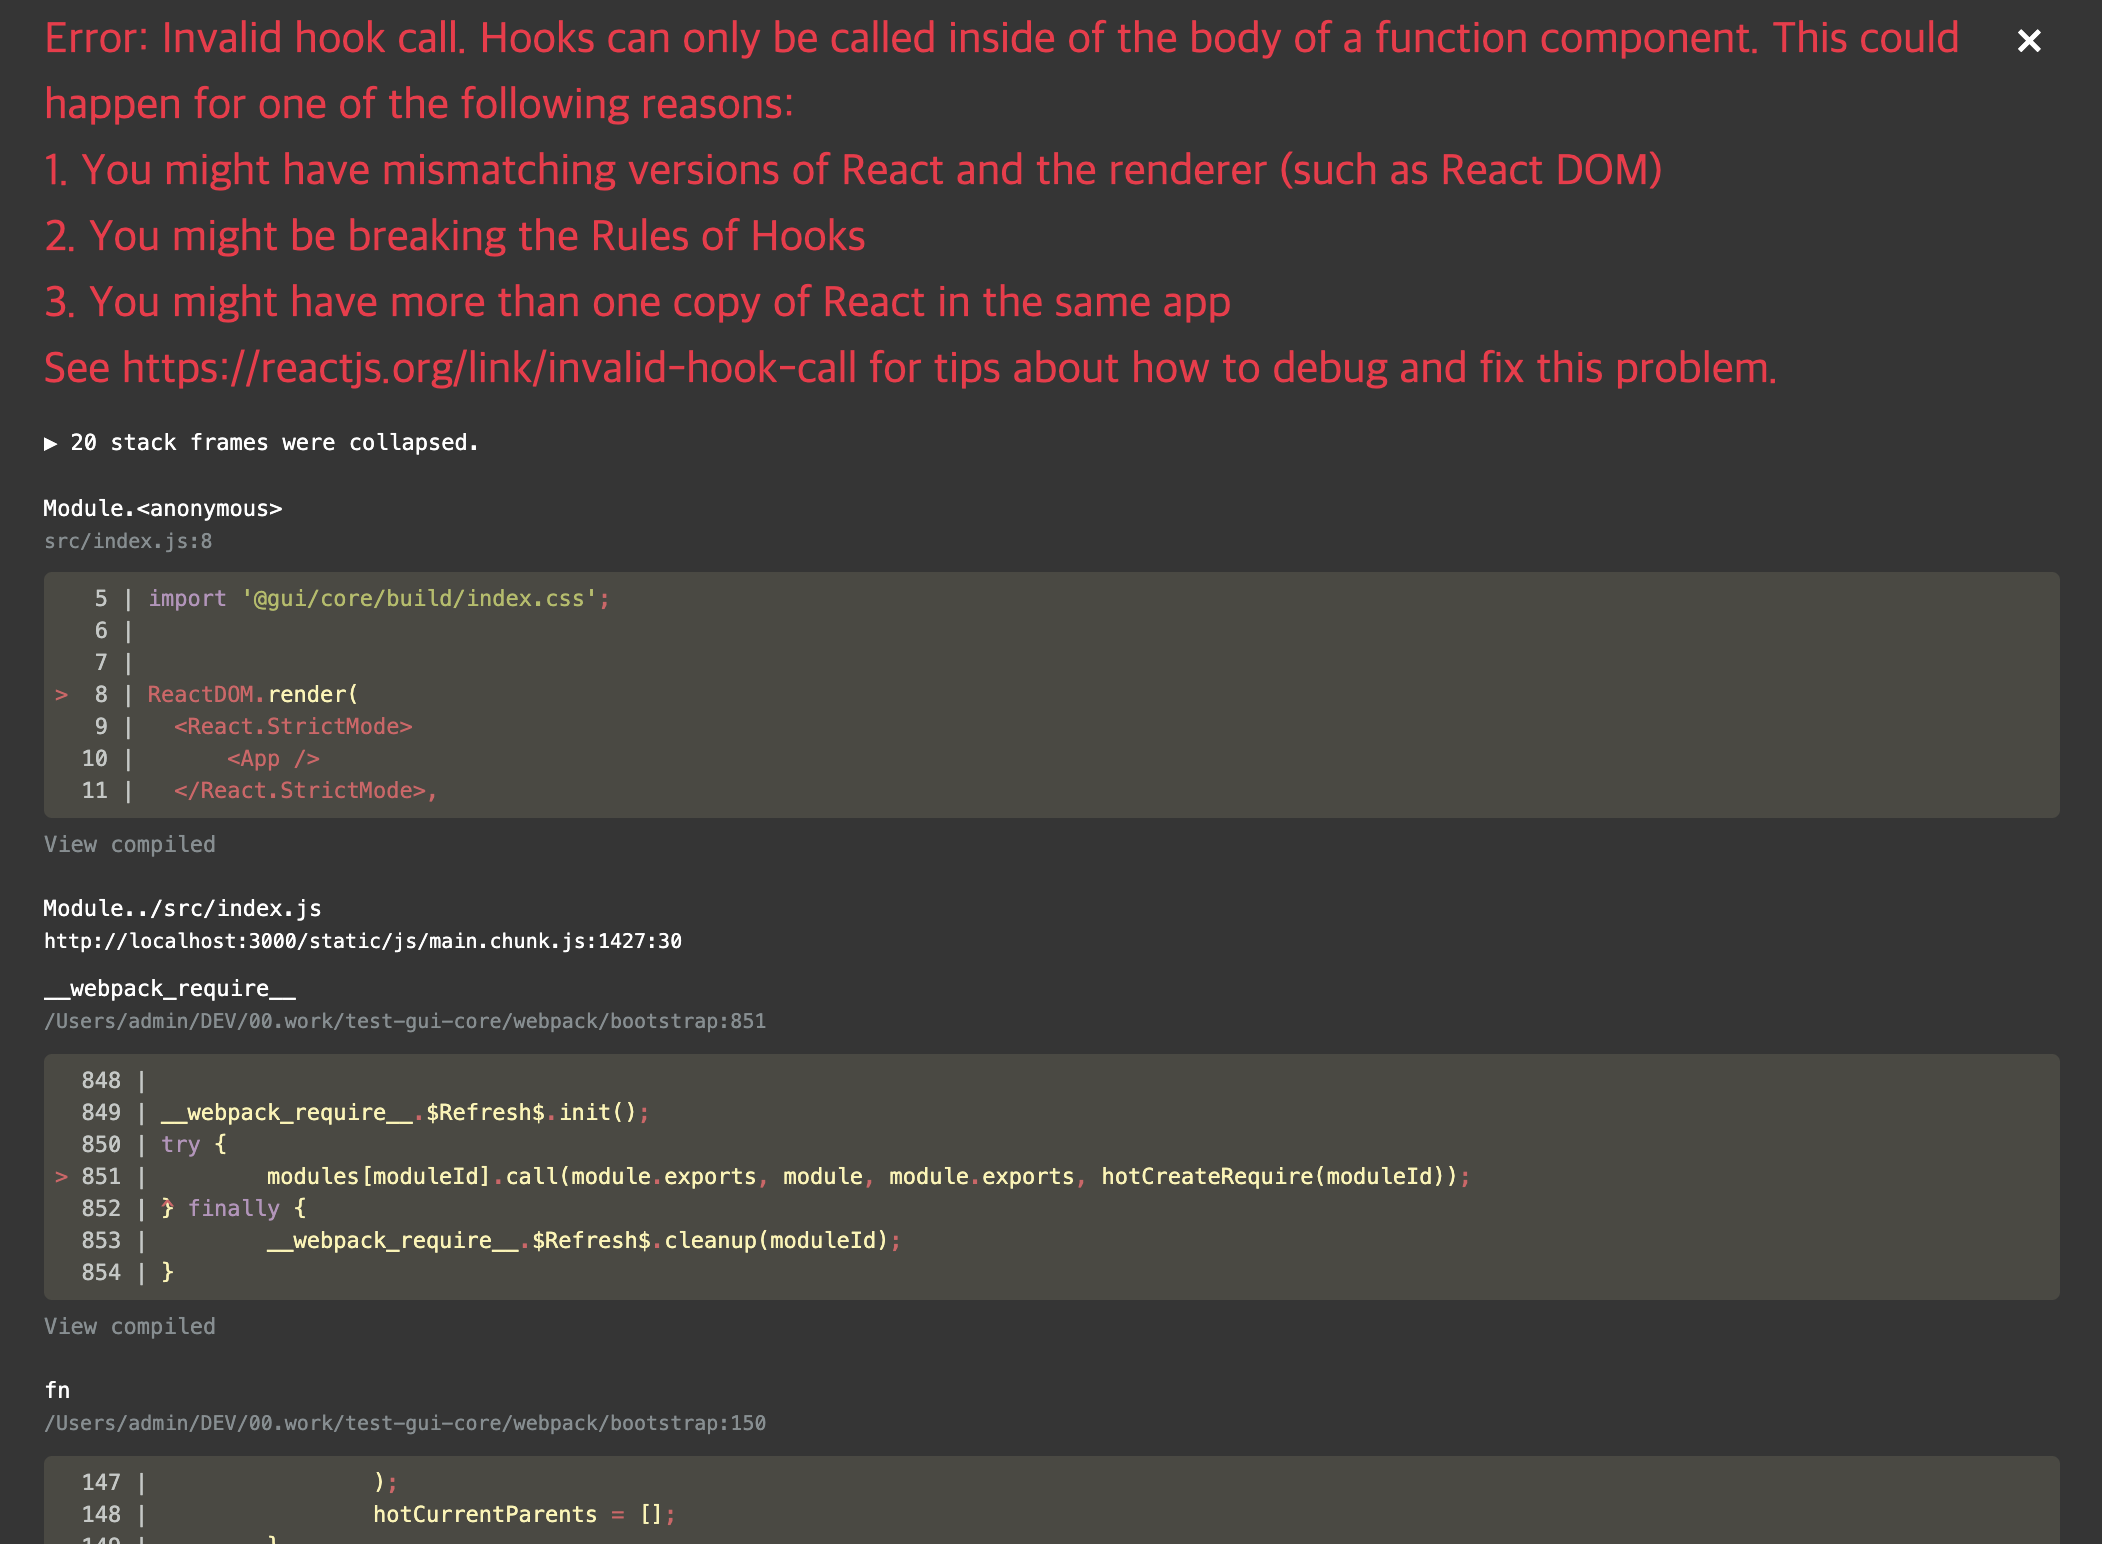 Error: Invalid hook call. Hooks can only be called inside of the body of a function component. This could
happen for one of the following reasons:
1. You might have mismatching versions of React and the renderer (such as React DOM)
2. You might be breaking the Rules of Hooks
3. You might have more than one copy of React in the same app
See https://reactjs.org/link/invalid-hook-call for tips about how to debug and fix this problem.
▶ 20 stack frames were collapsed.
Module.<anonymous>
src/index.js:8
5 | import '@gui/core/build/index.css';
6 |
7 |
> 8 | ReactDOM.render(
9 |   <React.StrictMode>
10 |       <App />
11 |   </React.StrictMode>,
View compiled
Module../src/index.js
http://localhost:3000/static/js/main.chunk.js:1427:30
__webpack_require__
/Users/admin/DEV/00.work/test-gui-core/webpack/bootstrap:851
848 |
849 | __webpack_require__.$Refresh$.init();
850 | try {
> 851 |         modules[moduleId].call(module.exports, module, module.exports, hotCreateRequire(moduleId));
852 | } finally {
853 |         __webpack_require__.$Refresh$.cleanup(moduleId);
854 | }
View compiled
fn
/Users/admin/DEV/00.work/test-gui-core/webpack/bootstrap:150
147 |                 );
148 |                 hotCurrentParents = [];
149 |         }